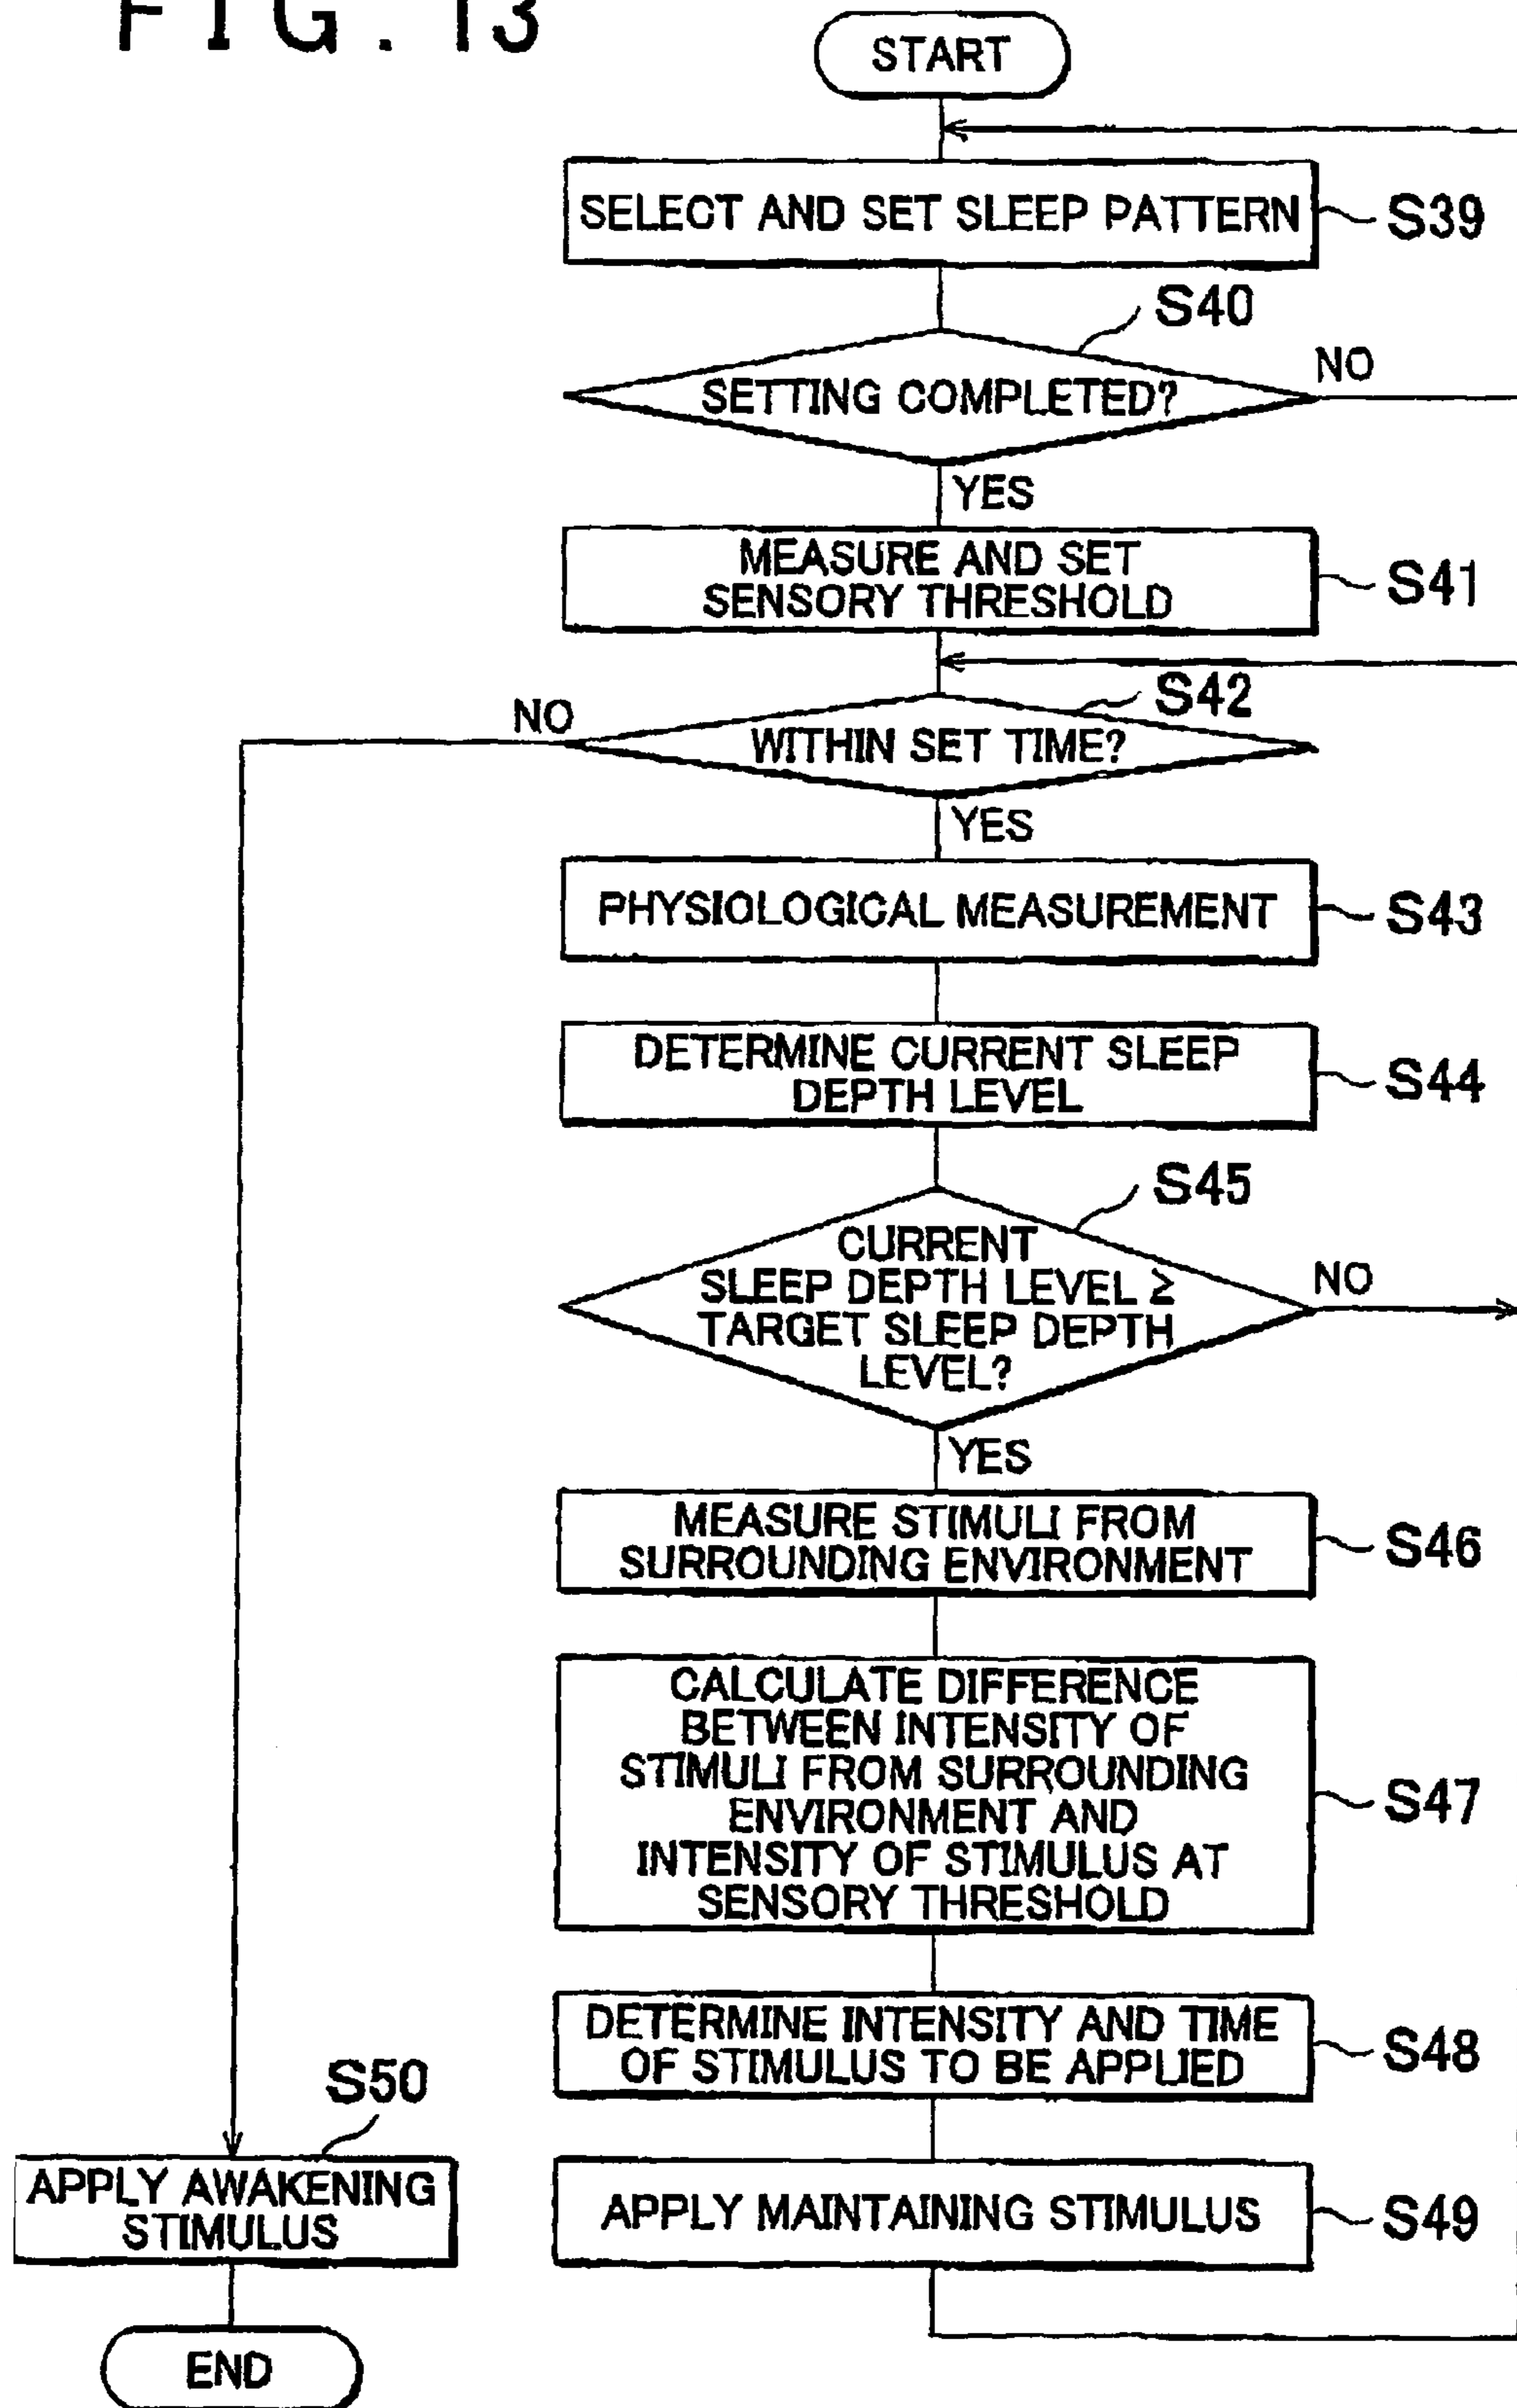 FIG. 13
START
SELECT AND SET SLEEP PATTERN
S39
S40
SETTING COMPLETED?
NO
YES
MEASURE AND SET
SENSORY THRESHOLD
S41
S42
NO
WITHIN SET TIME?
YES
PHYSIOLOGICAL MEASUREMENT
S43
DETERMINE CURRENT SLEEP
DEPTH LEVEL
S44
S45
CURRENT
SLEEP DEPTH LEVEL ≥
TARGET SLEEP DEPTH
LEVEL?
NO
YES
MEASURE STIMULI FROM
SURROUNDING ENVIRONMENT
S46
CALCULATE DIFFERENCE
BETWEEN INTENSITY OF
STIMULI FROM SURROUNDING
ENVIRONMENT AND
INTENSITY OF STIMULUS AT
SENSORY THRESHOLD
S47
DETERMINE INTENSITY AND TIME
OF STIMULUS TO BE APPLIED
S48
S50
APPLY AWAKENING
STIMULUS
APPLY MAINTAINING STIMULUS
S49
END